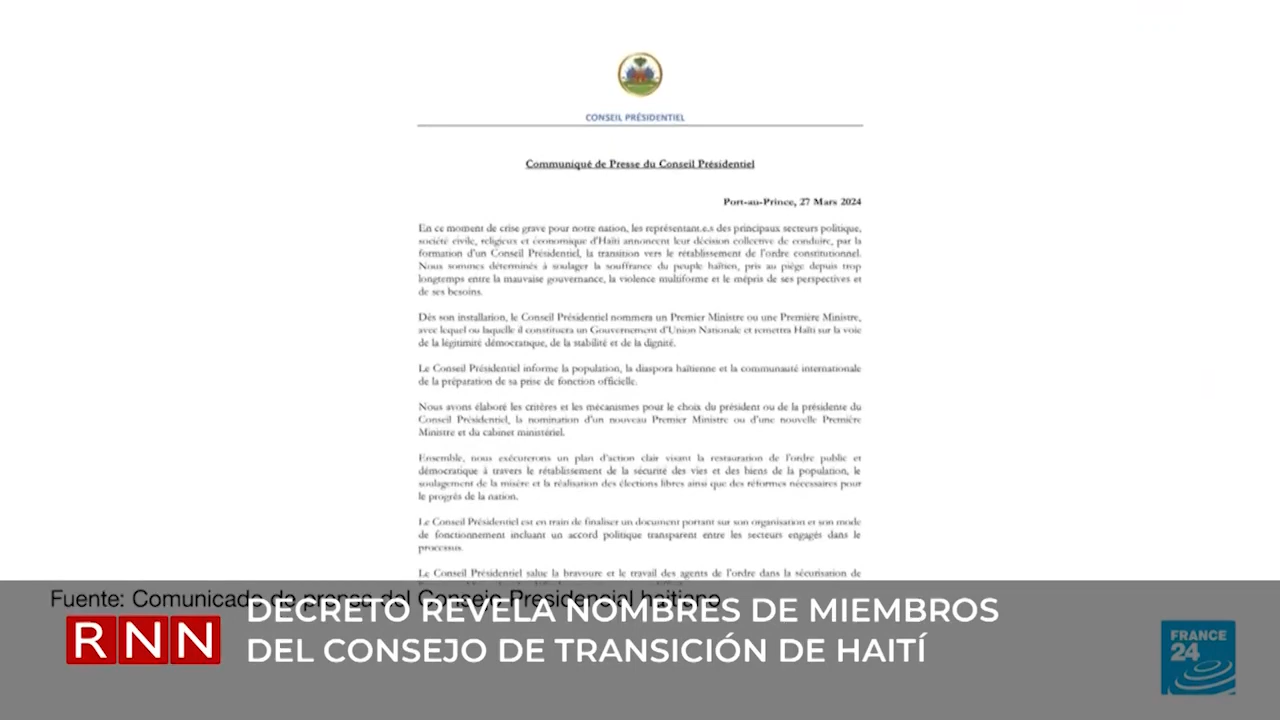 CONSEIL PRÉSIDENTIEL
Communiqué de Presse du Conseil Présidentiel
Port-au-Prince, 27 Mars 2024
En ce moment de crise grave pour notre nation, les représentant.e.s des principaux secteurs politique,
société civile, religieux et économique d'Haïti annoncent leur décision collective de conduire, par la
formation d'un Conseil Présidentiel, la transition vers le rétablissement de l'ordre constitutionnel.
Nous sommes déterminés à soulager la souffrance du peuple haïtien, pris au piège depuis trop
longtemps entre la mauvaise gouvernance, la violence multiforme et le mépris de ses perspectives et
de ses besoins.
Dès son installation, le Conseil Présidentiel nommera un Premier Ministre ou une Première Ministre,
avec lequel ou laquelle il constituera un Gouvernement d'Union Nationale et remettra Haïti sur la voie
de la légitimité démocratique, de la stabilité et de la dignité.
Le Conseil Présidentiel informe la population, la diaspora haïtienne et la communauté internationale
de la préparation de sa prise de fonction officielle.
Nous avons élaboré les critères et les mécanismes pour le choix du président ou de la présidente du
Conseil Présidentiel, la nomination d'un nouveau Premier Ministre ou d'une nouvelle Première
Ministre et du cabinet ministériel.
Ensemble, nous exécuterons un plan d'action clair visant la restauration de l'ordre public et
démocratique à travers le rétablissement de la sécurité des vies et des biens de la population, le
soulagement de la misère et la réalisation des élections libres ainsi que des réformes nécessaires pour
le progrès de la nation.
Le Conseil Présidentiel est en train de finaliser un document portant sur son organisation et son mode
de fonctionnement incluant un accord politique transparent entre les secteurs engagés dans le
processus.
Le Conseil Présidentiel salue la bravoure et le travail des agents de l'ordre dans la sécurisation de
Fuente: Comunicado de prensa del Consejo Presidencial haitiano
RNN
DECRETO REVELA NOMBRES DE MIEMBROS
DEL CONSEJO DE TRANSICIÓN DE HAITÍ
FRANCE
24